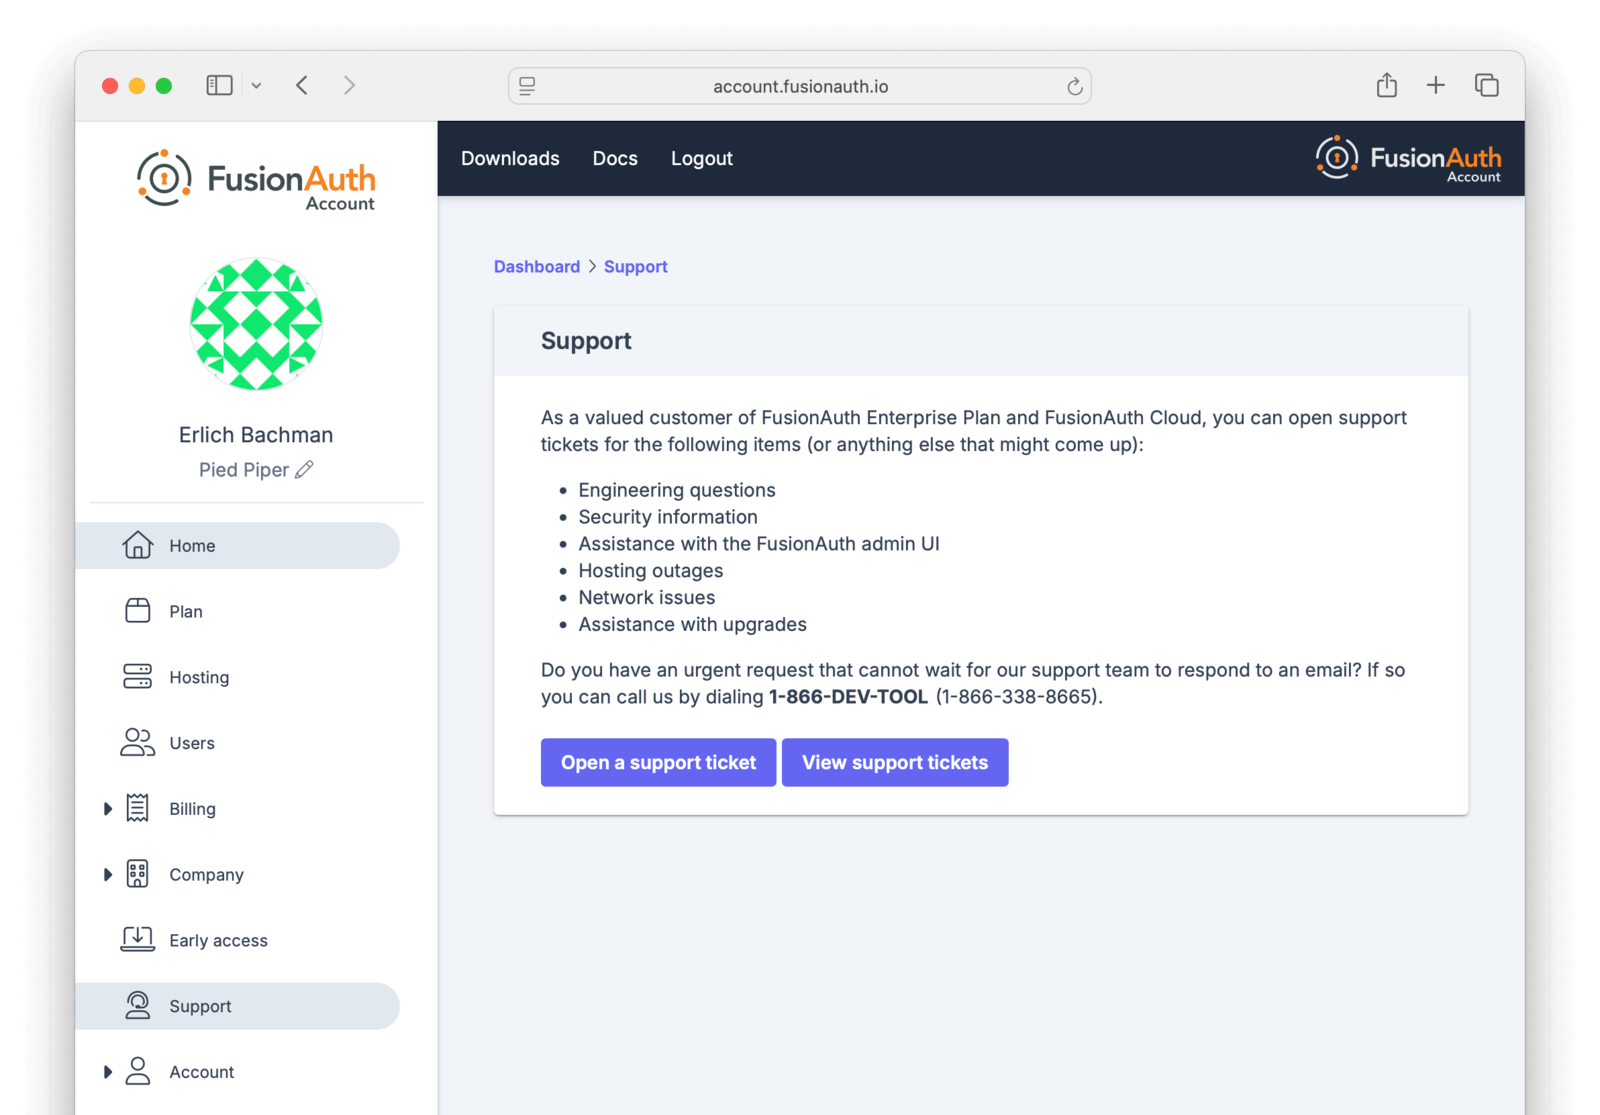 account.fusionauth.io
FusionAuth
Account
Erlich Bachman
Pied Piper
Home
Plan
Hosting
Users
Billing
Company
Early access
Support
Account
Downloads Docs Logout
FusionAuth
Account
Dashboard > Support
Support
As a valued customer of FusionAuth Enterprise Plan and FusionAuth Cloud, you can open support
tickets for the following items (or anything else that might come up):
• Engineering questions
• Security information
• Assistance with the FusionAuth admin UI
• Hosting outages
• Network issues
• Assistance with upgrades
Do you have an urgent request that cannot wait for our support team to respond to an email? If so
you can call us by dialing 1-866-DEV-TOOL (1-866-338-8665).
Open a support ticket View support tickets